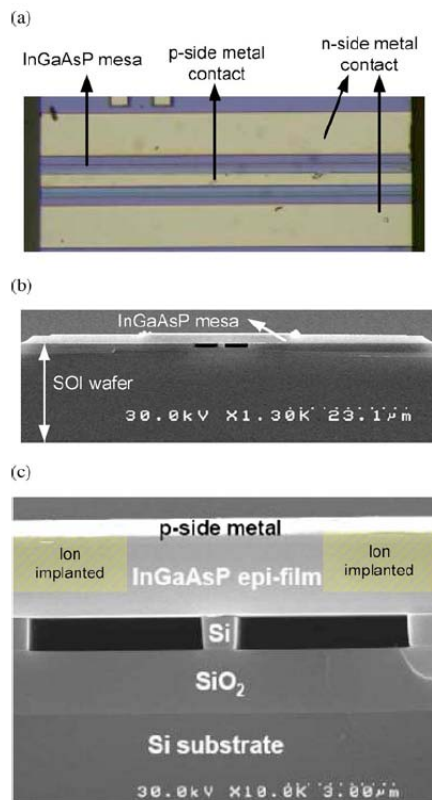 (a)
InGaAsP mesa
p-side metal
contact
n-side metal
contact
(b)
InGaAsP mesa
SOI wafer
30.0kV X1.30K 23.1µm
(c)
p-side metal
Ion
implanted
InGaAsP epi-film
Ion
implanted
Si
SiO₂
Si substrate
30.0kV X10.0K 3.00µm